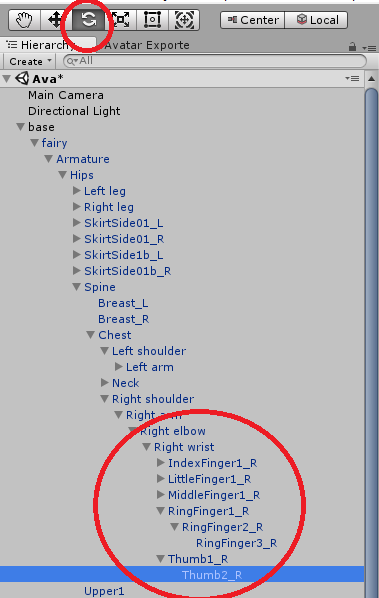 Center Local
Hierarchy Avatar Exporte
Create All
Ava*
Main Camera
Directional Light
base
fairy
Armature
Hips
Left leg
Right leg
SkirtSide01_L
SkirtSide01_R
SkirtSide1b_L
SkirtSide01b_R
Spine
Breast_L
Breast_R
Chest
Left shoulder
Left arm
Neck
Right shoulder
Right arm
Right elbow
Right wrist
IndexFinger1_R
LittleFinger1_R
MiddleFinger1_R
RingFinger1_R
RingFinger2_R
RingFinger3_R
Thumb1_R
Thumb2_R
Upper1